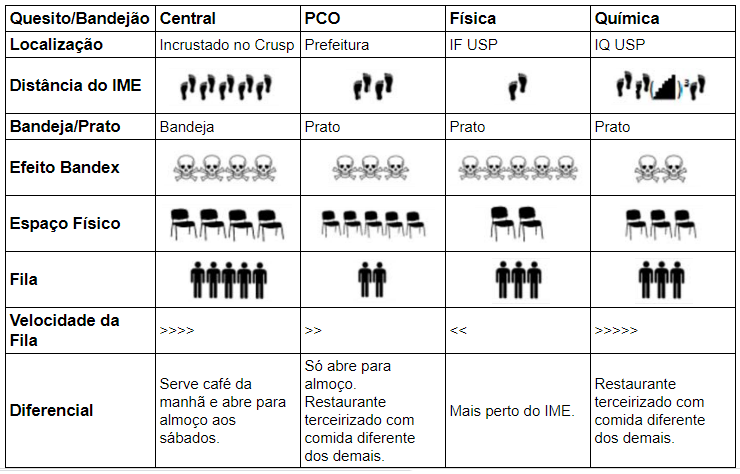 Quesito/Bandejão Central PCO Física Química
Localização Incrustado no Crusp Prefeitura IF USP IQ USP
Distância do IME ( )³
Bandeja/Prato Bandeja Prato Prato Prato
Efeito Bandex
Espaço Físico
Fila
Velocidade da
Fila
>>>> >> << >>>>>
Diferencial
Serve café da
manhã e abre para
almoço aos
sábados.
Só abre para
almoço.
Restaurante
terceirizado com
comida diferente
dos demais.
Mais perto do IME.
Restaurante
terceirizado com
comida diferente
dos demais.